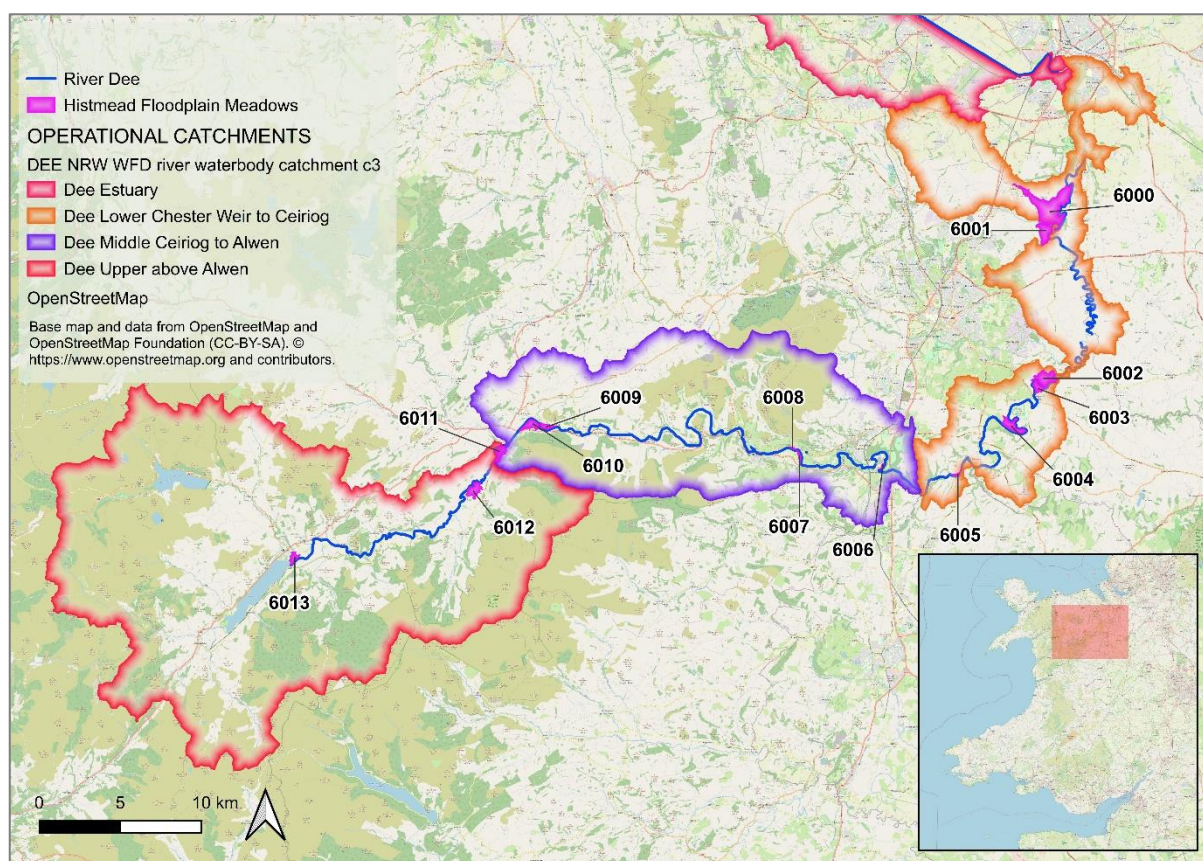 River Dee
Histmead Floodplain Meadows
OPERATIONAL CATCHMENTS
DEE NRW WFD river waterbody catchment c3
Dee Estuary
Dee Lower Chester Weir to Ceiriog
Dee Middle Ceiriog to Alwen
Dee Upper above Alwen
OpenStreetMap
Base map and data from OpenStreetMap and
OpenStreetMap Foundation (CC-BY-SA). ©
https://www.openstreetmap.org and contributors.
6000
6001
6002
6003
6004
6005
6006
6007
6008
6009
6010
6011
6012
6013
0 5 10 km